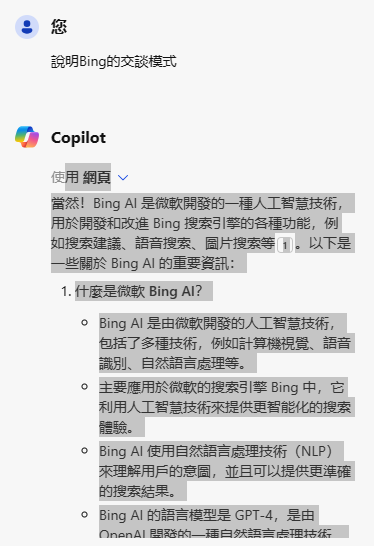 您
說明Bing的交談模式
Copilot
使用 網頁
當然！Bing AI 是微軟開發的一種人工智慧技術，
用於開發和改進 Bing 搜索引擎的各種功能，例
如搜索建議、語音搜索、圖片搜索等 1 。以下是
一些關於 Bing AI 的重要資訊：
1. 什麼是微軟 Bing AI？
Bing AI 是由微軟開發的人工智慧技術，
包括了多種技術，例如計算機視覺、語音
識別、自然語言處理等。
主要應用於微軟的搜索引擎 Bing 中，它
利用人工智慧技術來提供更智能化的搜索
體驗。
Bing AI 使用自然語言處理技術（NLP）
來理解用戶的意圖，並且可以提供更準確
的搜索結果。
Bing AI 的語言模型是 GPT-4，是由
OpenAI 開發的一種自然語言處理技術